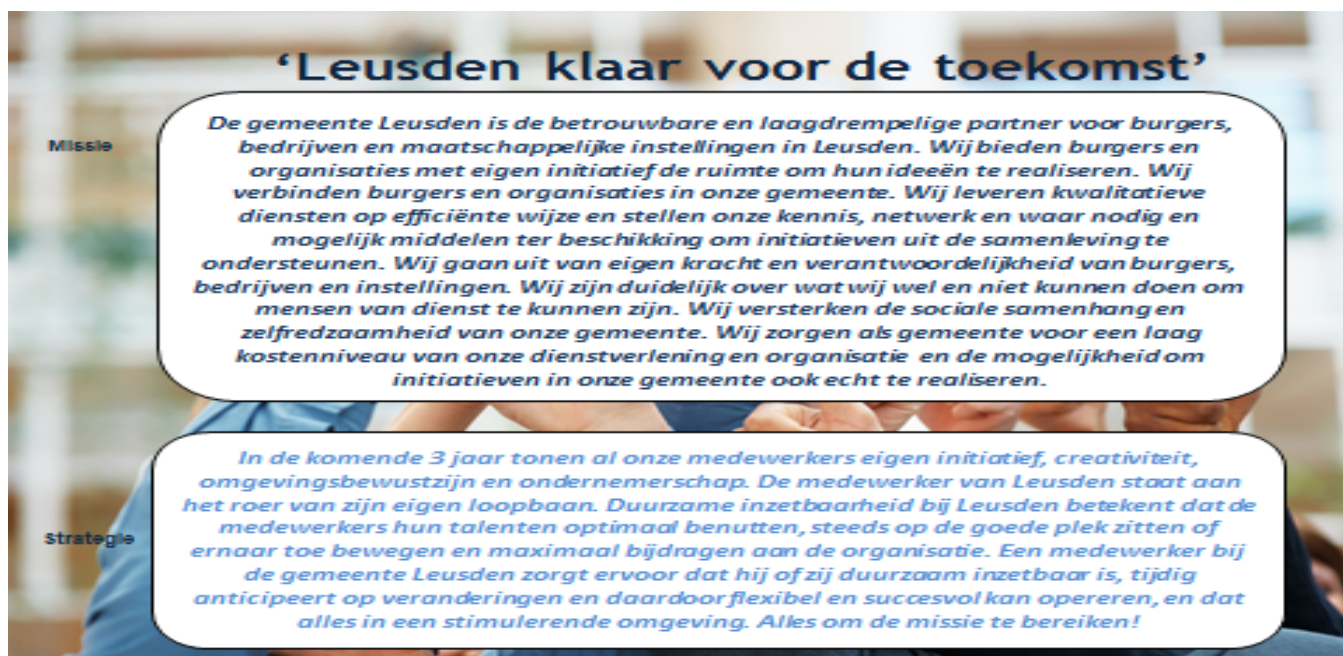 ‘Leusden klaar voor de toekomst’
Missie
De gemeente Leusden is de betrouwbare en laagdrempelige partner voor burgers,
bedrijven en maatschappelijke instellingen in Leusden. Wij bieden burgers en
organisaties met eigen initiatief de ruimte om hun ideeën te realiseren. Wij
verbinden burgers en organisaties in onze gemeente. Wij leveren kwalitatieve
diensten op efficiënte wijze en stellen onze kennis, netwerk en waar nodig en
mogelijk middelen ter beschikking om initiatieven uit de samenleving te
ondersteunen. Wij gaan uit van eigen kracht en verantwoordelijkheid van burgers,
bedrijven en instellingen. Wij zijn duidelijk over wat wij wel en niet kunnen doen om
mensen van dienst te kunnen zijn. Wij versterken de sociale samenhang en
zelfredzaamheid van onze gemeente. Wij zorgen als gemeente voor een laag
kostenniveau van onze dienstverlening en organisatie en de mogelijkheid om
initiatieven in onze gemeente ook echt te realiseren.
Strategie
In de komende 3 jaar tonen al onze medewerkers eigen initiatief, creativiteit,
omgevingsbewustzijn en ondernemerschap. De medewerker van Leusden staat aan
het roer van zijn eigen loopbaan. Duurzame inzetbaarheid bij Leusden betekent dat de
medewerkers hun talenten optimaal benutten, steeds op de goede plek zitten of
ernaar toe bewegen en maximaal bijdragen aan de organisatie. Een medewerker bij
de gemeente Leusden zorgt ervoor dat hij of zij duurzaam inzetbaar is, tijdig
anticipeert op veranderingen en daardoor flexibel en succesvol kan opereren, en dat
alles in een stimulerende omgeving. Alles om de missie te bereiken!